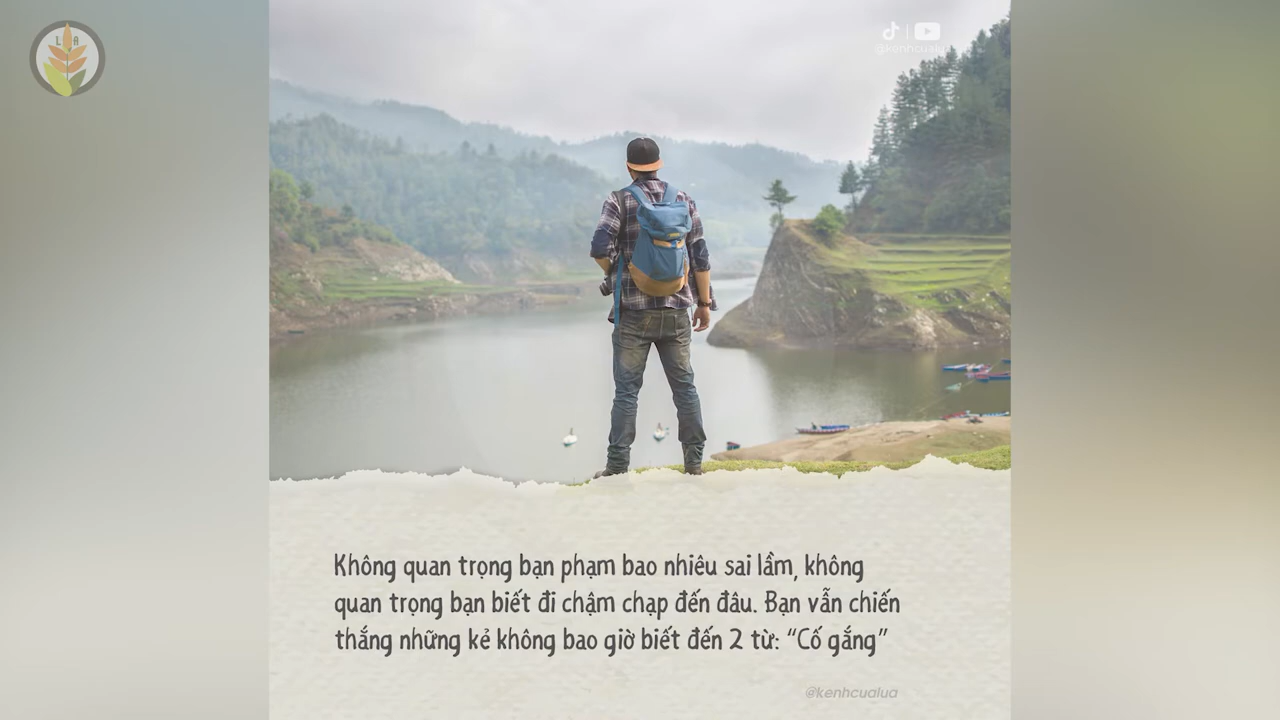 L A
@kenhcualua
Không quan trọng bạn phạm bao nhiêu sai lầm, không
quan trọng bạn biết đi chậm chạp đến đâu. Bạn vẫn chiến
thắng những kẻ không bao giờ biết đến 2 từ: “Cố gắng”
@kenhcualua